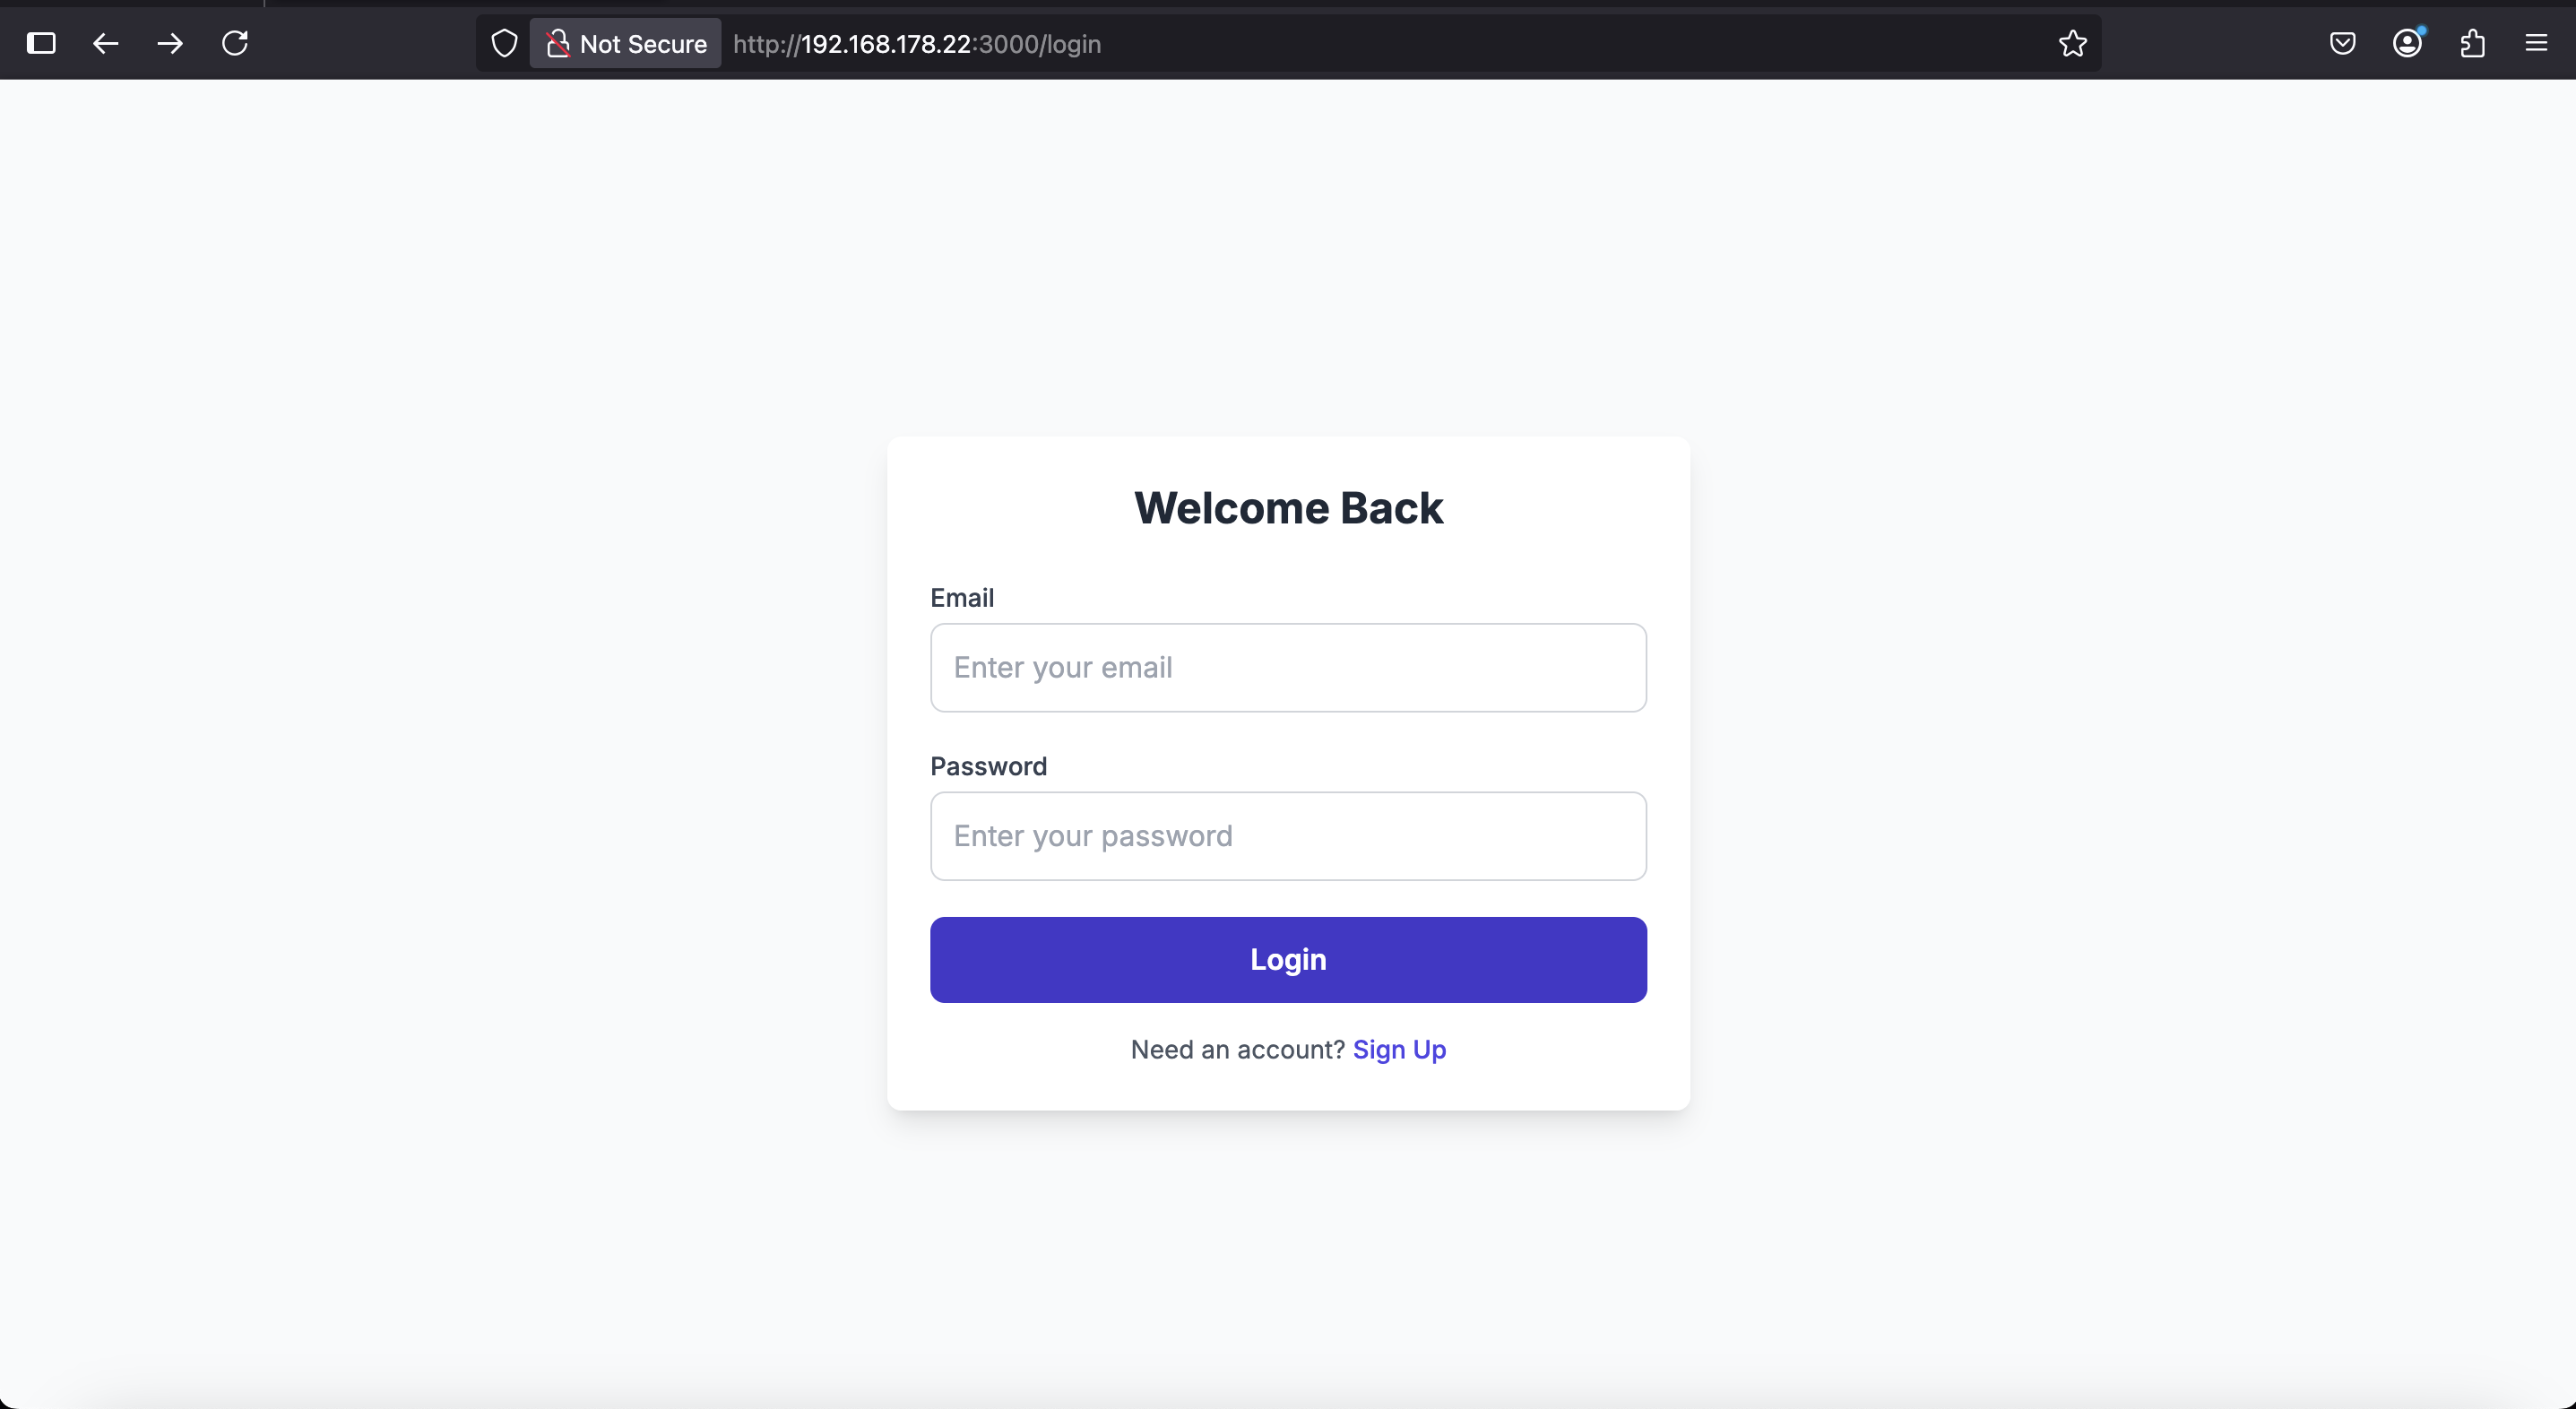 Not Secure http://192.168.178.22:3000/login
Welcome Back
Email
Enter your email
Password
Enter your password
Login
Need an account? Sign Up